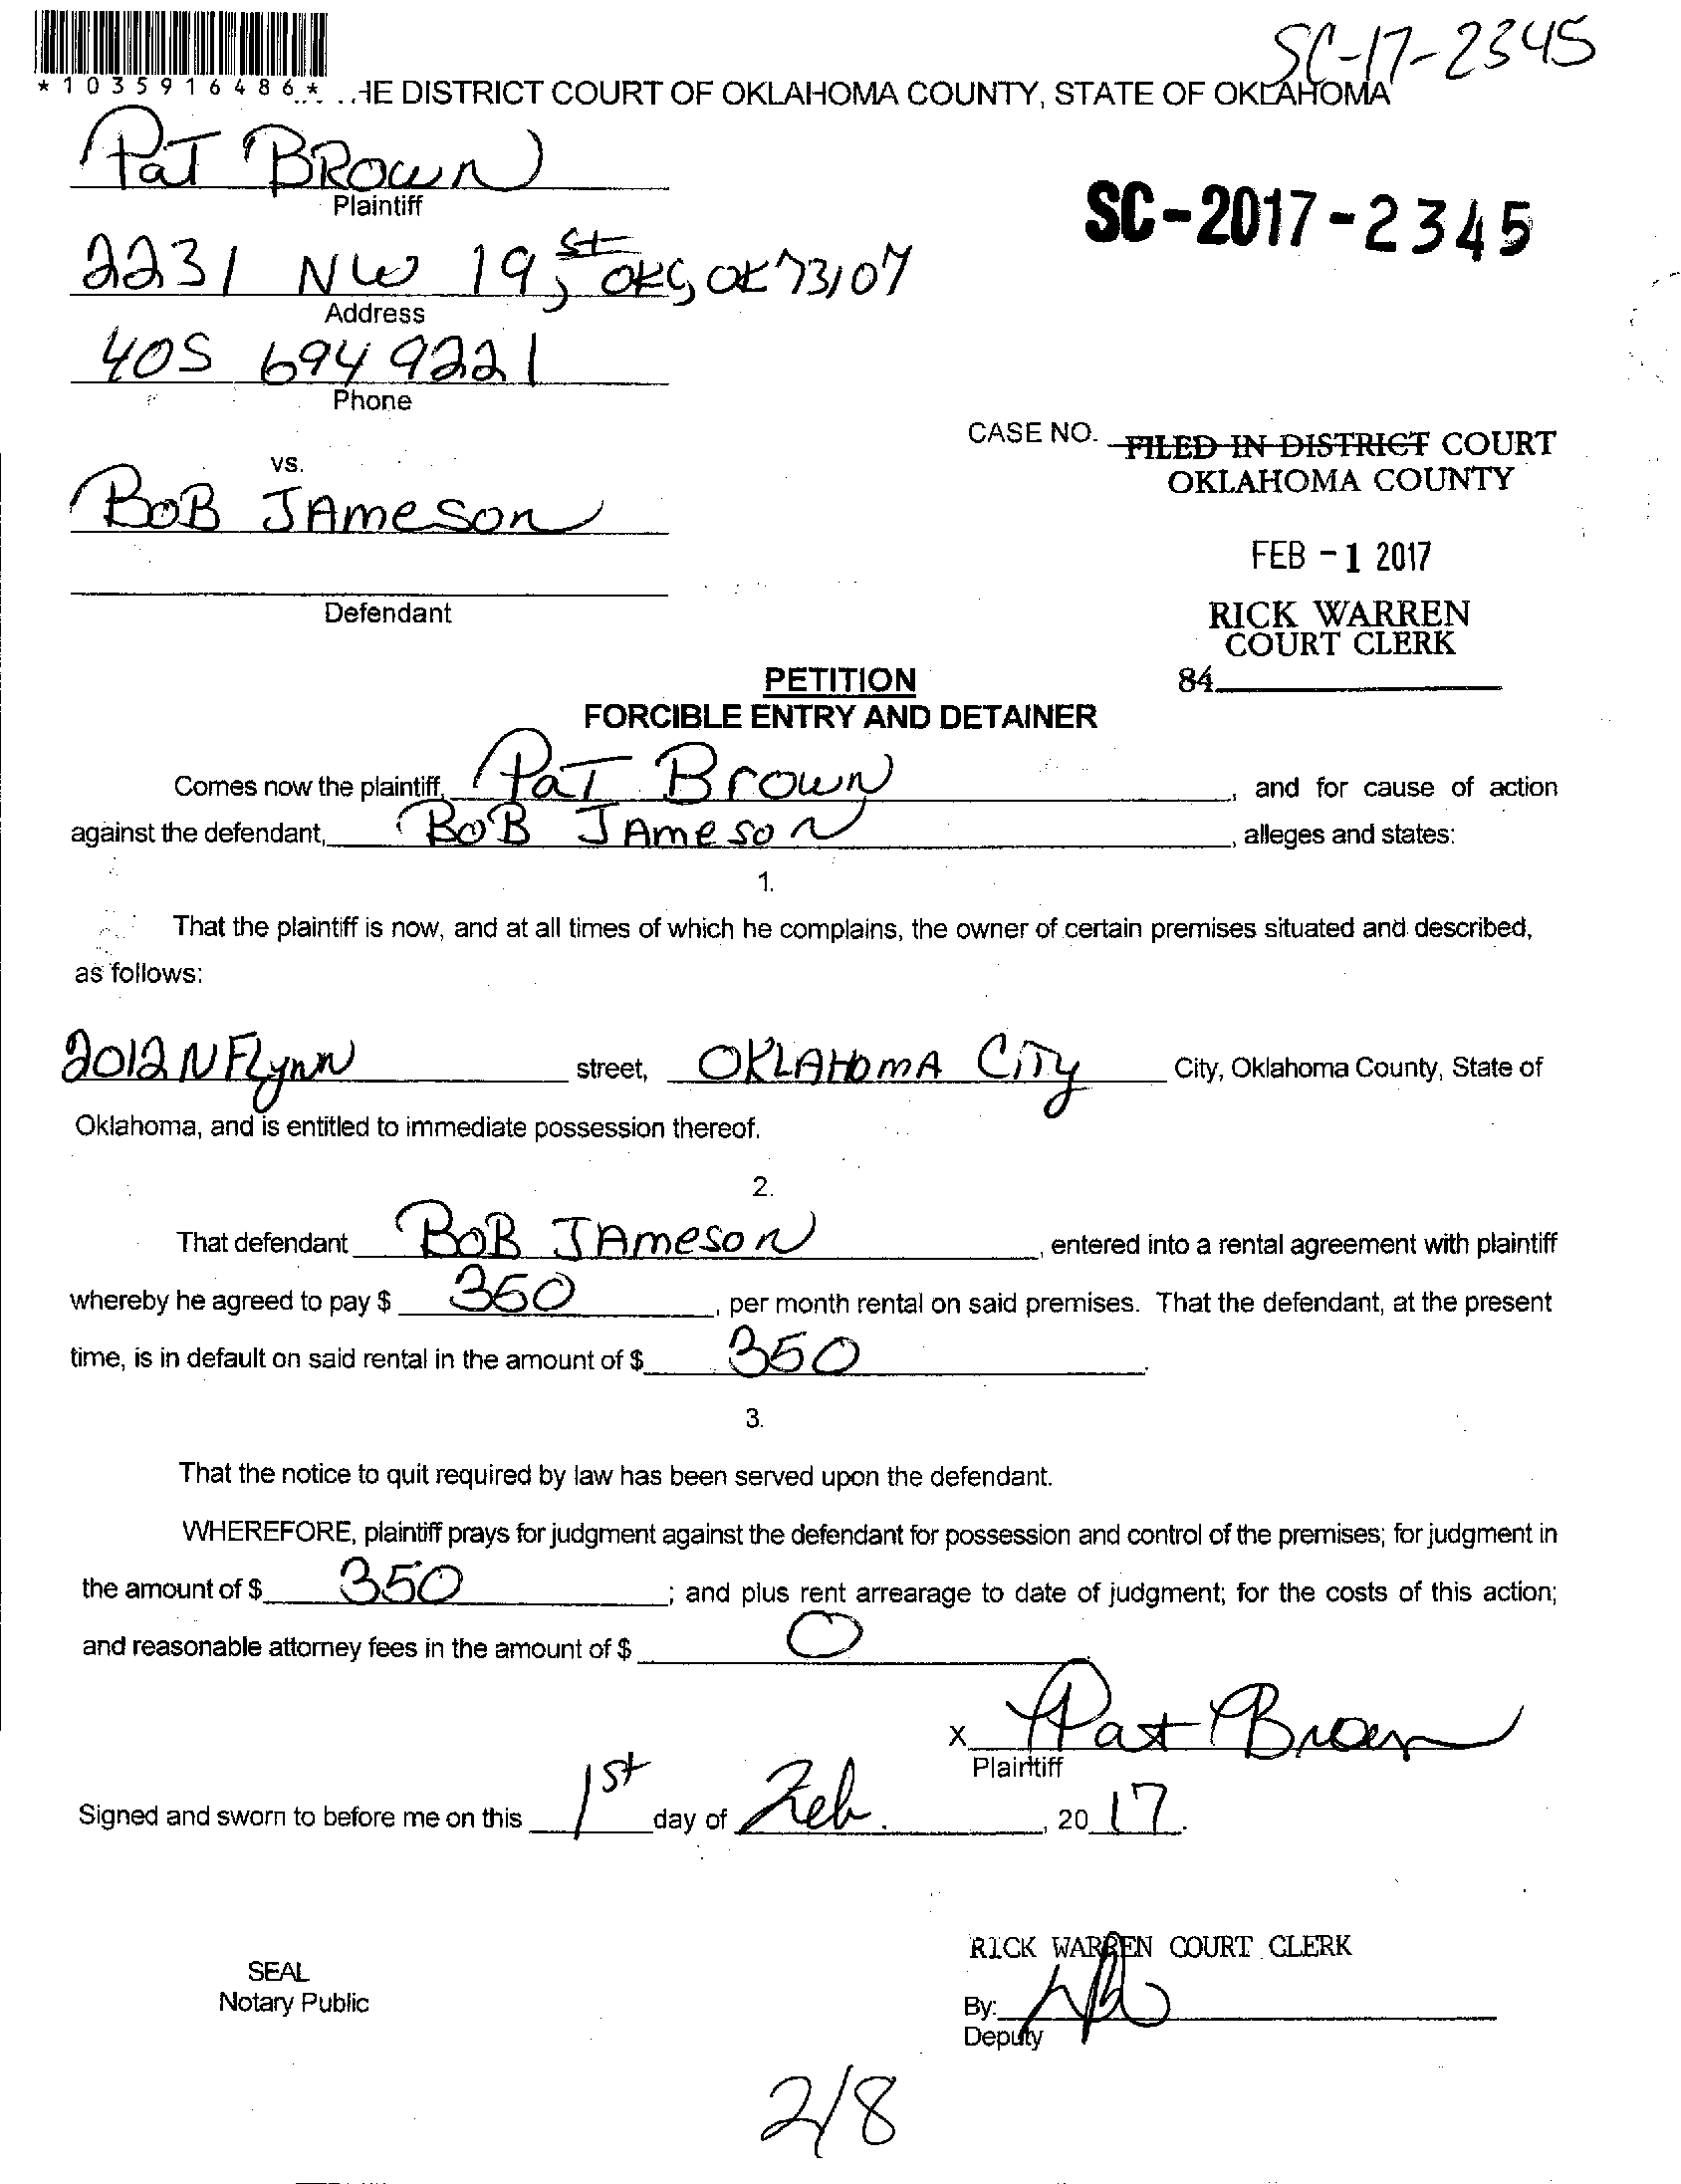 SC-17-2345
*1035916486*
HE DISTRICT COURT OF OKLAHOMA COUNTY, STATE OF OKLAHOMA
PaT BROWN
Plaintiff
SC-2017-2345
2231 NW 19, St OKC, OK 73107
Address
405 694 9221
Phone
CASE NO. FILED IN DISTRICT COURT
OKLAHOMA COUNTY
vs.
BoB JAmeson
FEB -1 2017
Defendant
RICK WARREN
COURT CLERK
84
PETITION
FORCIBLE ENTRY AND DETAINER
Comes now the plaintiff, PaT Brown, and for cause of action
against the defendant, BoB JAmeson, alleges and states:
1.
That the plaintiff is now, and at all times of which he complains, the owner of certain premises situated and described,
as follows:
2012 N FLynn street, OKLAHOMA CiTy City, Oklahoma County, State of
Oklahoma, and is entitled to immediate possession thereof.
2.
That defendant BoB JAmeson, entered into a rental agreement with plaintiff
whereby he agreed to pay $ 350, per month rental on said premises. That the defendant, at the present
time, is in default on said rental in the amount of $ 350.
3.
That the notice to quit required by law has been served upon the defendant.
WHEREFORE, plaintiff prays for judgment against the defendant for possession and control of the premises; for judgment in
the amount of $ 350; and plus rent arrearage to date of judgment; for the costs of this action;
and reasonable attorney fees in the amount of $ 0
X Pat Brown
Plaintiff
Signed and sworn to before me on this 1st day of Feb., 2017.
RICK WARREN COURT CLERK
SEAL
Notary Public
By:
Deputy
2/8